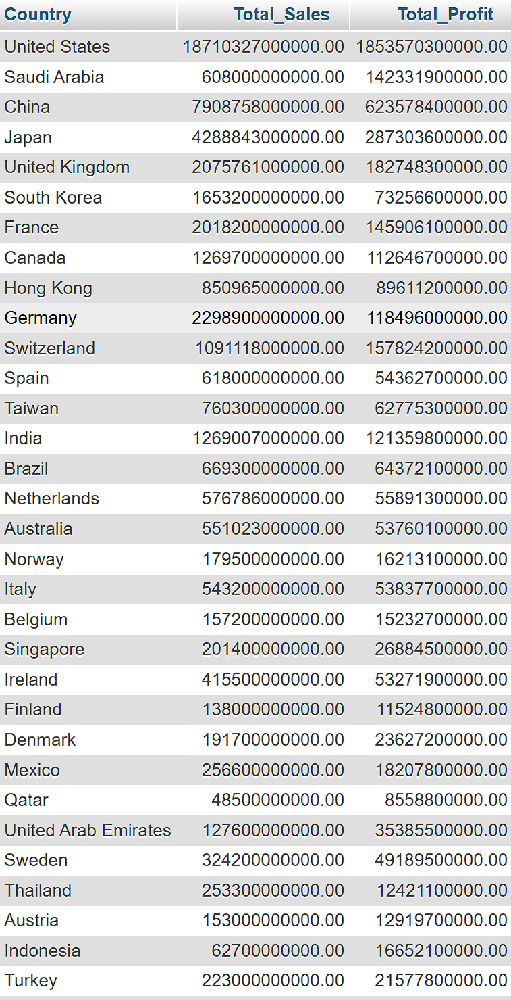 Country Total_Sales Total_Profit
United States 18710327000000.00 1853570300000.00
Saudi Arabia 608000000000.00 142331900000.00
China 7908758000000.00 623578400000.00
Japan 4288843000000.00 287303600000.00
United Kingdom 2075761000000.00 182748300000.00
South Korea 1653200000000.00 73256600000.00
France 2018200000000.00 145906100000.00
Canada 1269700000000.00 112646700000.00
Hong Kong 850965000000.00 89611200000.00
Germany 2298900000000.00 118496000000.00
Switzerland 1091118000000.00 157824200000.00
Spain 618000000000.00 54362700000.00
Taiwan 760300000000.00 62775300000.00
India 1269007000000.00 121359800000.00
Brazil 669300000000.00 64372100000.00
Netherlands 576786000000.00 55891300000.00
Australia 551023000000.00 53760100000.00
Norway 179500000000.00 16213100000.00
Italy 543200000000.00 53837700000.00
Belgium 157200000000.00 15232700000.00
Singapore 201400000000.00 26884500000.00
Ireland 415500000000.00 53271900000.00
Finland 138000000000.00 11524800000.00
Denmark 191700000000.00 23627200000.00
Mexico 256600000000.00 18207800000.00
Qatar 48500000000.00 8558800000.00
United Arab Emirates 127600000000.00 35385500000.00
Sweden 324200000000.00 49189500000.00
Thailand 253300000000.00 12421100000.00
Austria 153000000000.00 12919700000.00
Indonesia 62700000000.00 16652100000.00
Turkey 223000000000.00 21577800000.00